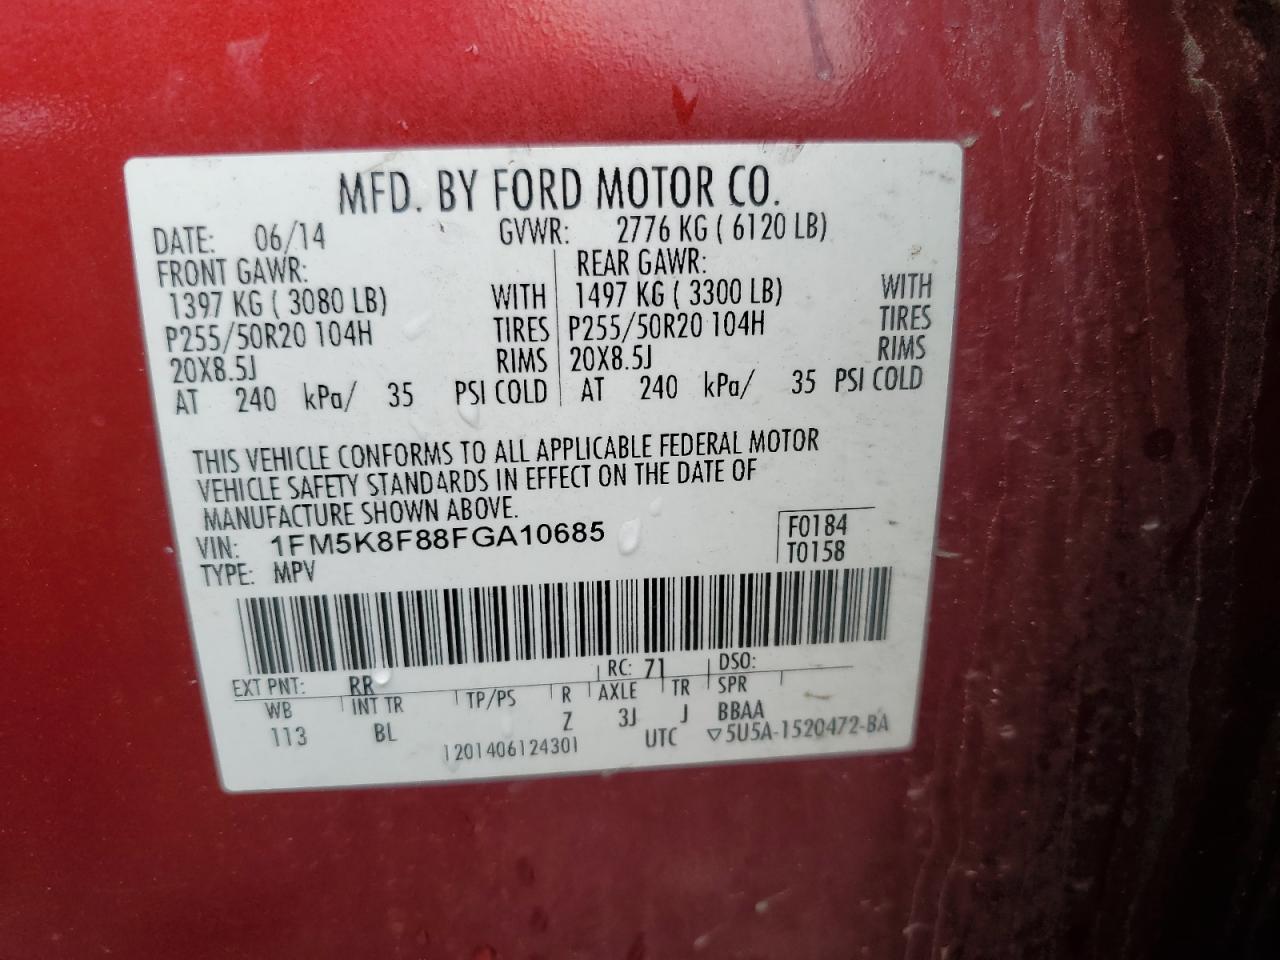 MFD. BY FORD MOTOR CO.
DATE: 06/14 GVWR: 2776 KG ( 6120 LB)
FRONT GAWR: REAR GAWR:
1397 KG ( 3080 LB) WITH 1497 KG ( 3300 LB) WITH
P255/50R20 104H TIRES P255/50R20 104H TIRES
20X8.5J RIMS 20X8.5J RIMS
AT 240 kPa/ 35 PSI COLD AT 240 kPa/ 35 PSI COLD
THIS VEHICLE CONFORMS TO ALL APPLICABLE FEDERAL MOTOR
VEHICLE SAFETY STANDARDS IN EFFECT ON THE DATE OF
MANUFACTURE SHOWN ABOVE.
VIN: 1FM5K8F88FGA10685 F0184
TYPE: MPV T0158
EXT PNT: RR RC: 71 DSO:
WB INT TR TP/PS R AXLE TR SPR
113 BL Z 3J J BBAA
1201406124301 UTC ▽5U5A-1520472-BA